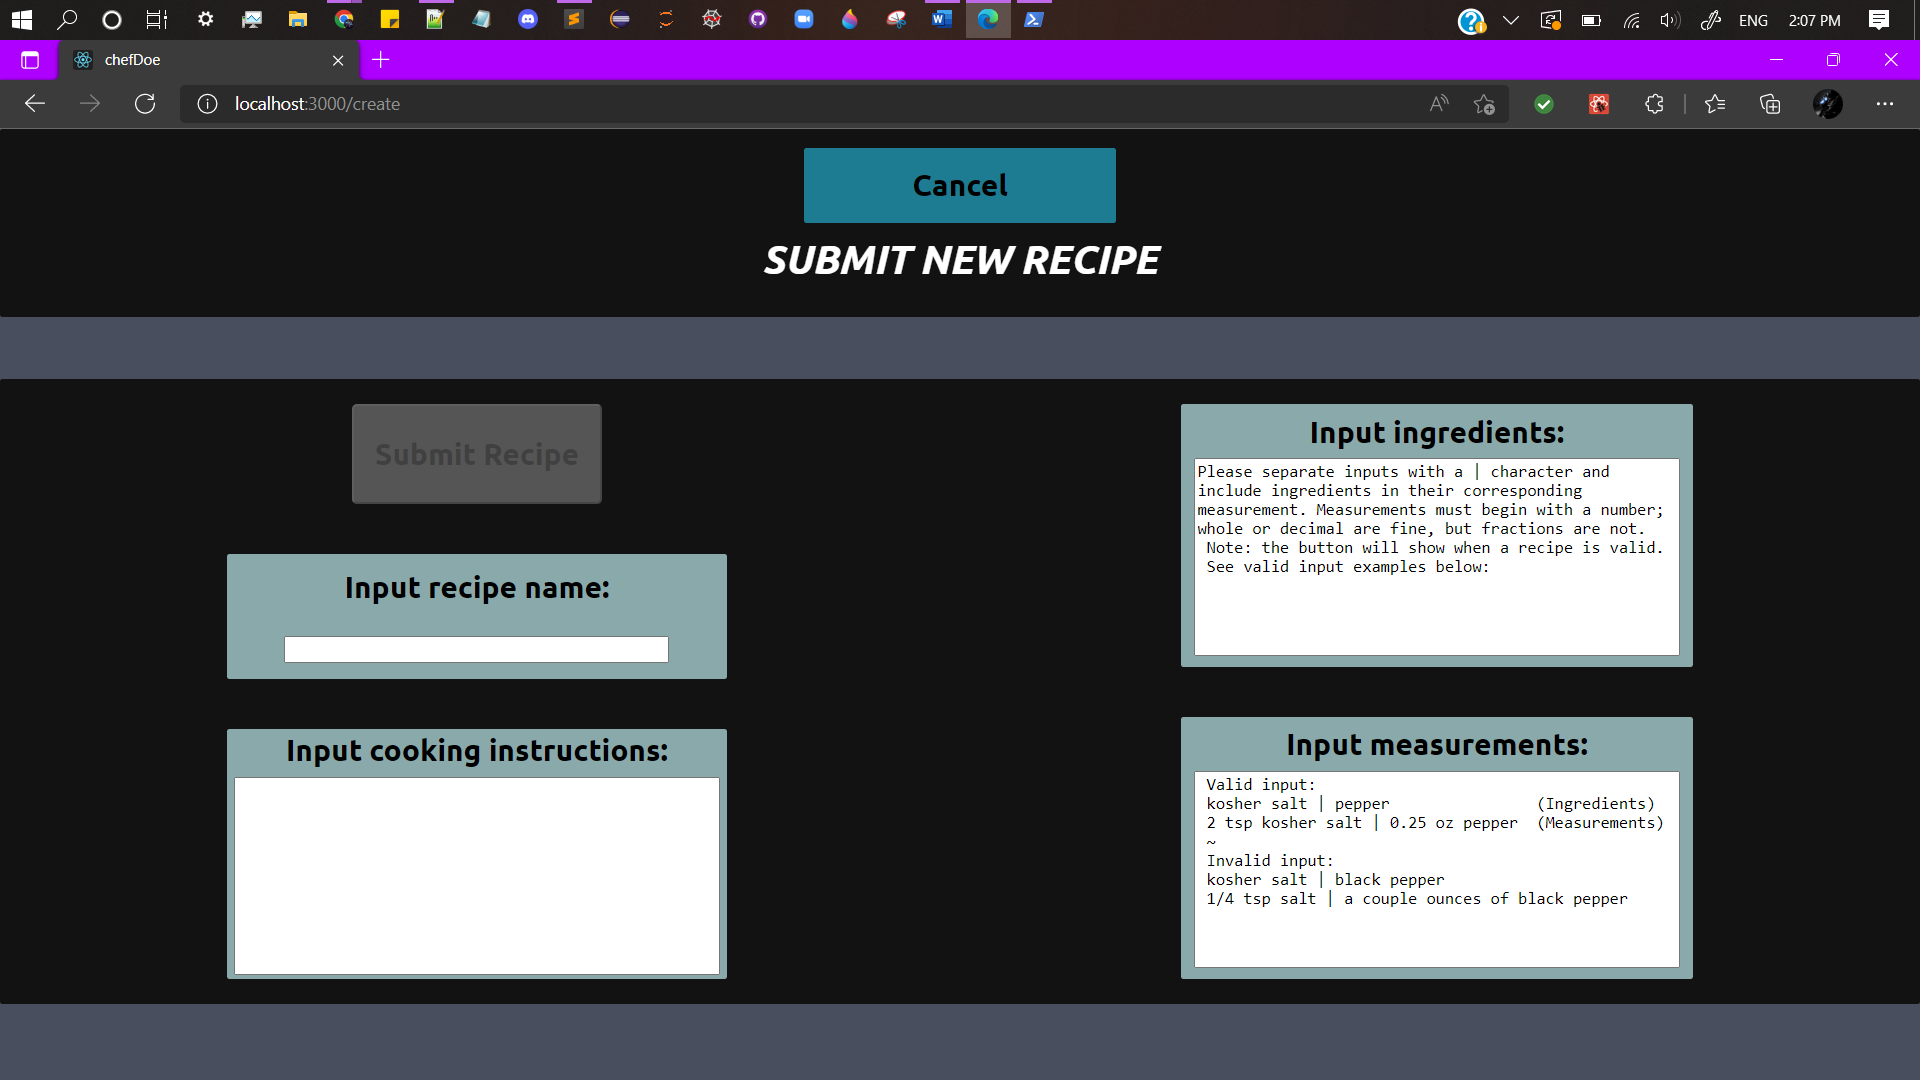 ENG 2:07 PM
chefDoe
localhost:3000/create
Cancel
SUBMIT NEW RECIPE
Submit Recipe
Input recipe name:
Input cooking instructions:
Input ingredients:
Please separate inputs with a | character and
include ingredients in their corresponding
measurement. Measurements must begin with a number;
whole or decimal are fine, but fractions are not.
Note: the button will show when a recipe is valid.
See valid input examples below:
Input measurements:
Valid input:
kosher salt | pepper (Ingredients)
2 tsp kosher salt | 0.25 oz pepper (Measurements)
~
Invalid input:
kosher salt | black pepper
1/4 tsp salt | a couple ounces of black pepper